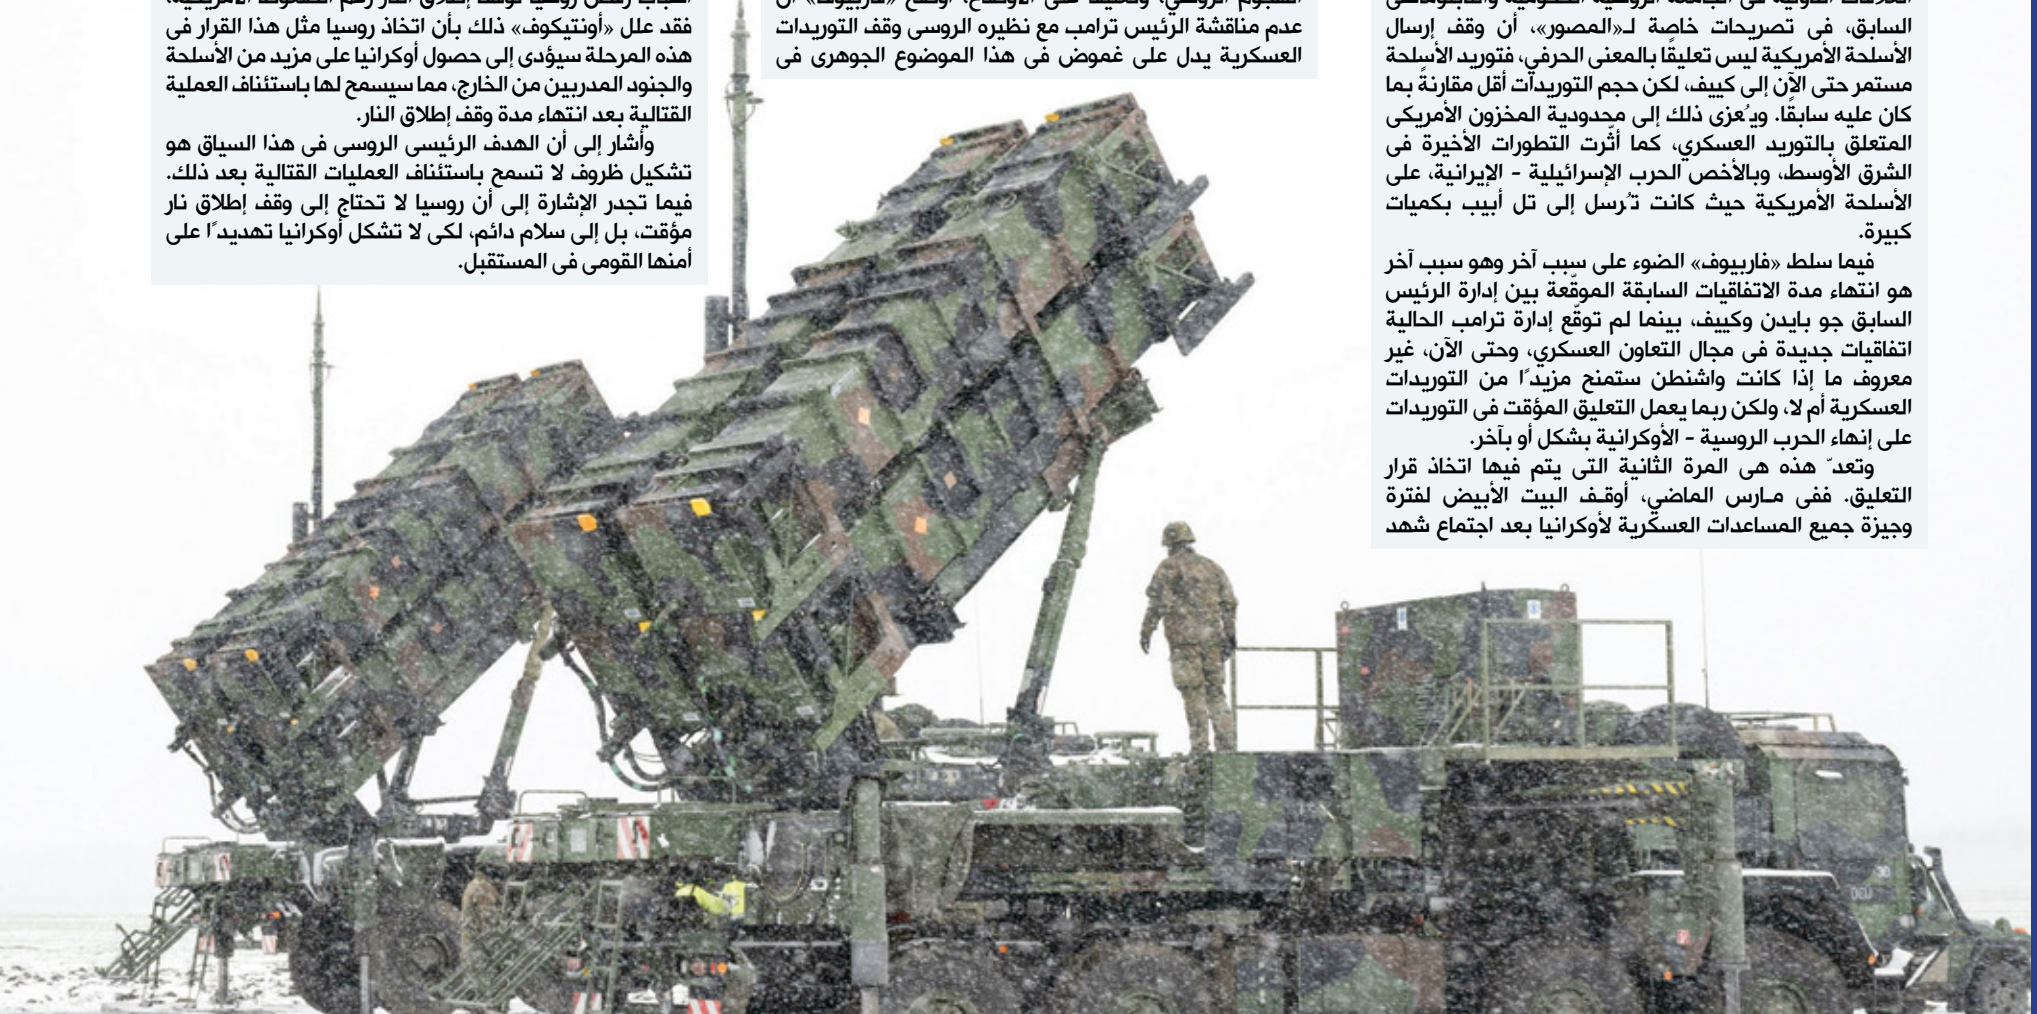 السابق، فى تصريحات خاصة لـ«المصور»، أن وقف إرسال
الأسلحة الأمريكية ليس تعليقًا بالمعنى الحرفي، فتوريد الأسلحة
مستمر حتى الآن إلى كييف، لكن حجم التوريدات أقل مقارنةً بما
كان عليه سابقًا. ويُعزى ذلك إلى محدودية المخزون الأمريكى
المتعلق بالتوريد العسكري، كما أثّرت التطورات الأخيرة فى
الشرق الأوسط، وبالأخص الحرب الإسرائيلية - الإيرانية، على
الأسلحة الأمريكية حيث كانت تُرسل إلى تل أبيب بكميات
كبيرة.
فيما سلط «فاربيوف» الضوء على سبب آخر وهو سبب آخر
هو انتهاء مدة الاتفاقيات السابقة الموقّعة بين إدارة الرئيس
السابق جو بايدن وكييف، بينما لم توقّع إدارة ترامب الحالية
اتفاقيات جديدة فى مجال التعاون العسكري، وحتى الآن، غير
معروف ما إذا كانت واشنطن ستمنح مزيدًا من التوريدات
العسكرية أم لا، ولكن ربما يعمل التعليق المؤقت فى التوريدات
على إنهاء الحرب الروسية - الأوكرانية بشكل أو بآخر.
وتعدّ هذه هى المرة الثانية التى يتم فيها اتخاذ قرار
التعليق. ففى مارس الماضي، أوقف البيت الأبيض لفترة
وجيزة جميع المساعدات العسكرية لأوكرانيا بعد اجتماع شهد
عدم مناقشة الرئيس ترامب مع نظيره الروسى وقف التوريدات
العسكرية يدل على غموض فى هذا الموضوع الجوهرى فى
فقد علل «أونتيكوف» ذلك بأن اتخاذ روسيا مثل هذا القرار فى
هذه المرحلة سيؤدى إلى حصول أوكرانيا على مزيد من الأسلحة
والجنود المدربين من الخارج، مما سيسمح لها باستئناف العملية
القتالية بعد انتهاء مدة وقف إطلاق النار.
وأشار إلى أن الهدف الرئيسى الروسى فى هذا السياق هو
تشكيل ظروف لا تسمح باستئناف العمليات القتالية بعد ذلك.
فيما تجدر الإشارة إلى أن روسيا لا تحتاج إلى وقف إطلاق نار
مؤقت، بل إلى سلام دائم، لكى لا تشكل أوكرانيا تهديدًا على
أمنها القومى فى المستقبل.